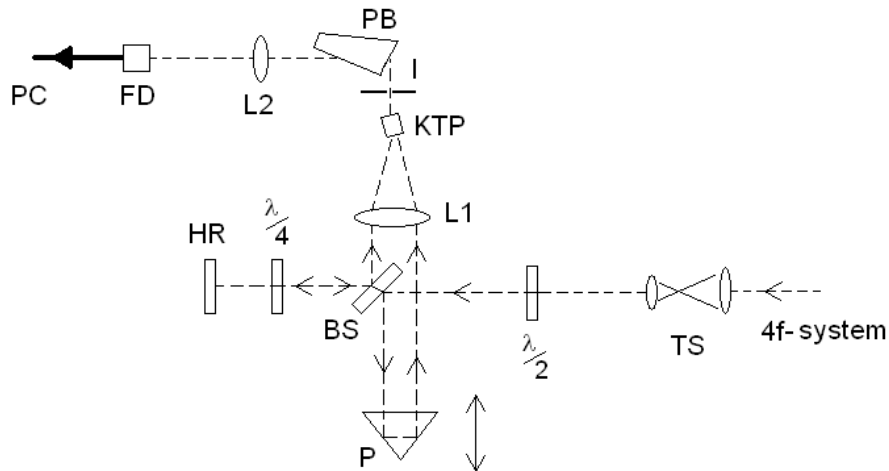 PB
I
PC
FD
L2
KTP
L1
HR
λ/4
BS
λ/2
TS
4f-system
P